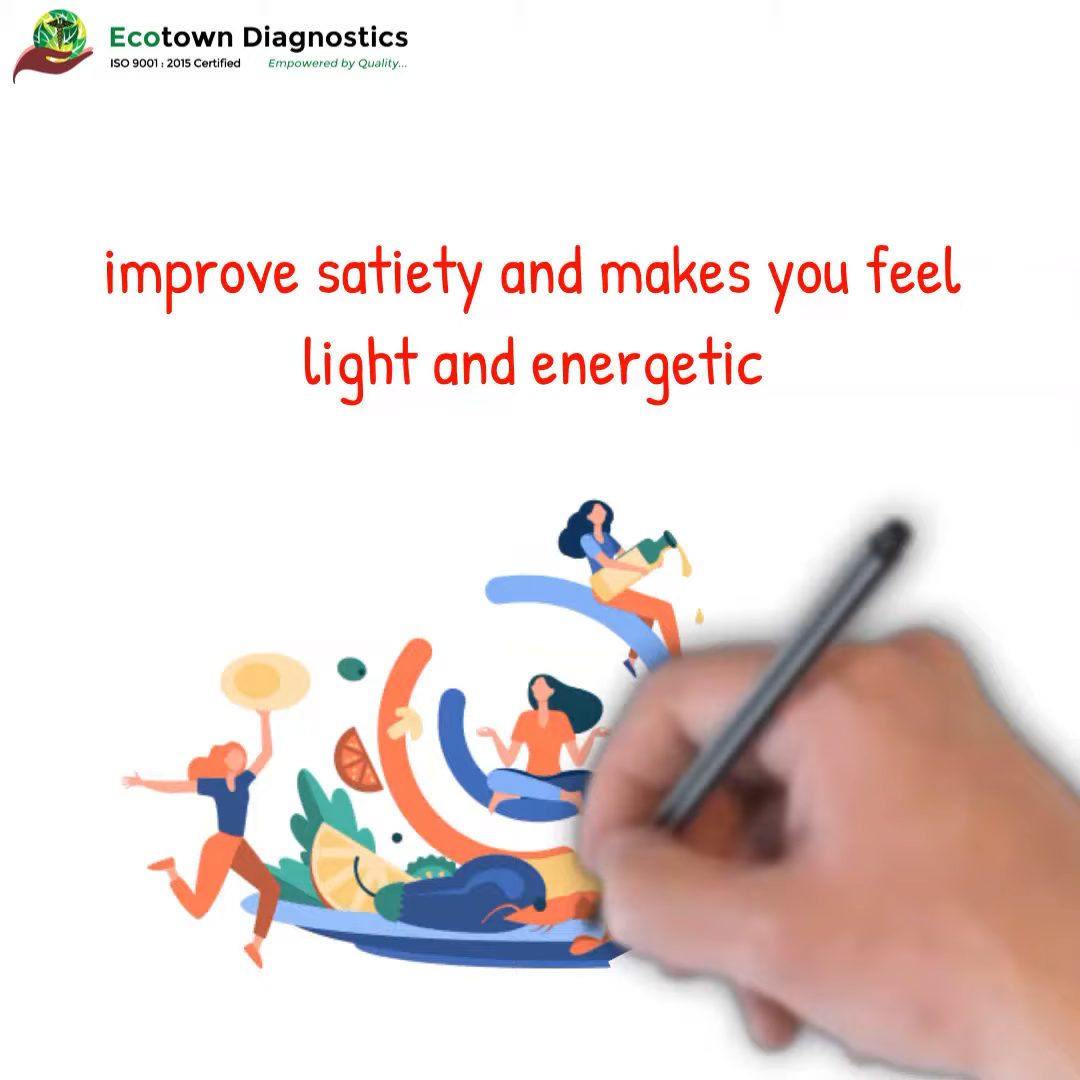 Ecotown Diagnostics
ISO 9001 : 2015 Certified Empowered by Quality...
improve satiety and makes you feel
light and energetic